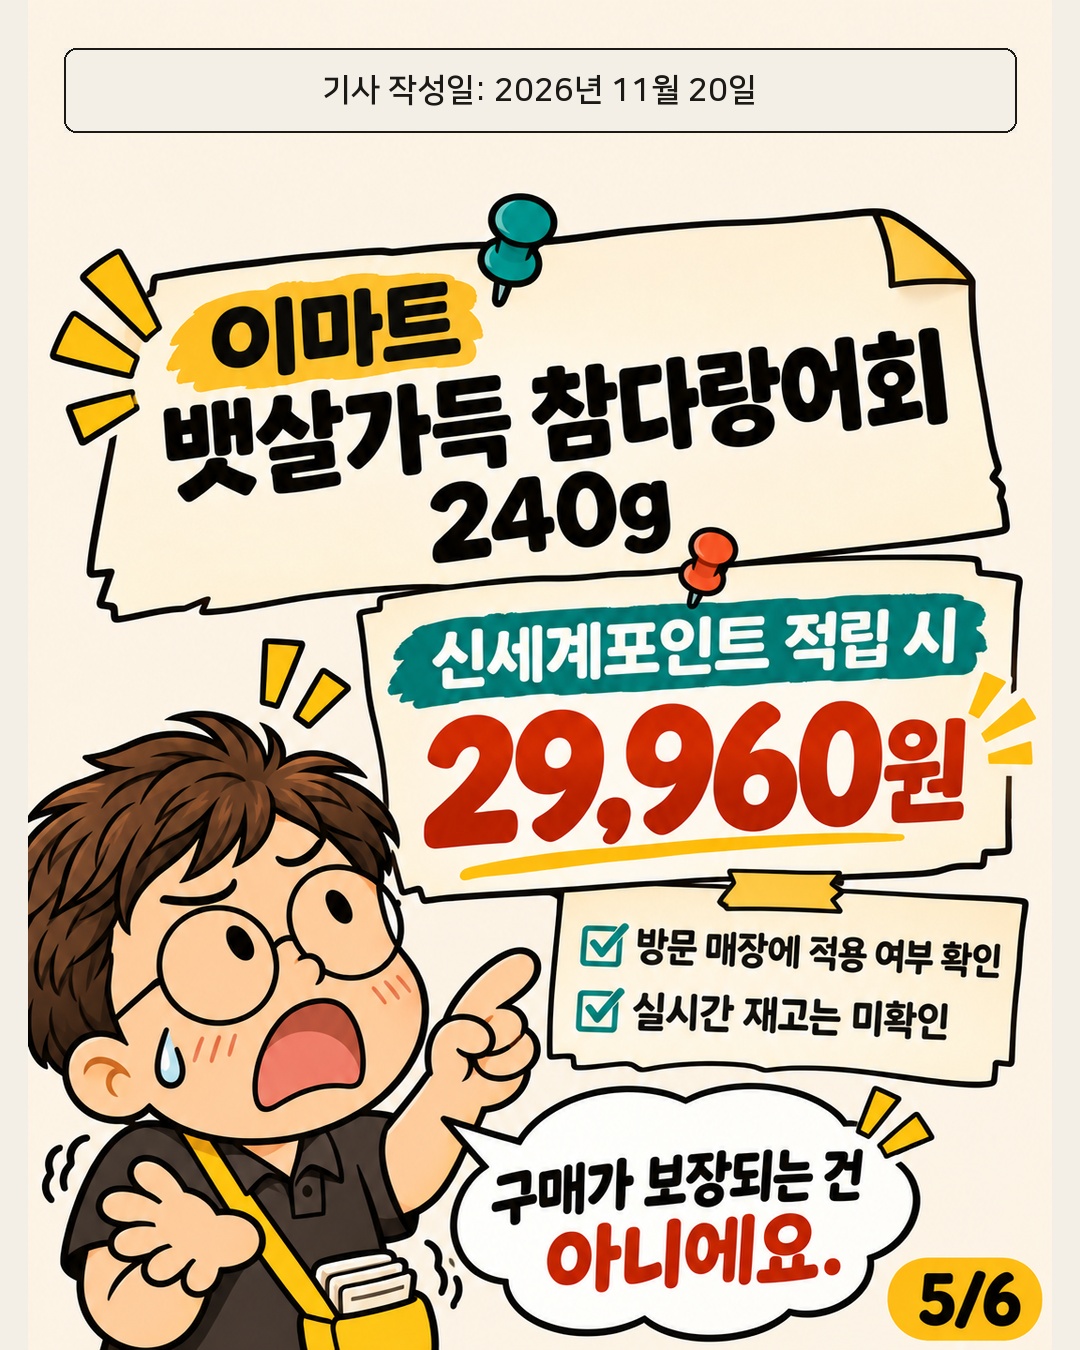 기사 작성일: 2026년 11월 20일
이마트
뱃살가득 참다랑어회
240g
신세계포인트 적립 시
29,960원
방문 매장에 적용 여부 확인
실시간 재고는 미확인
구매가 보장되는 건
아니에요.
5/6